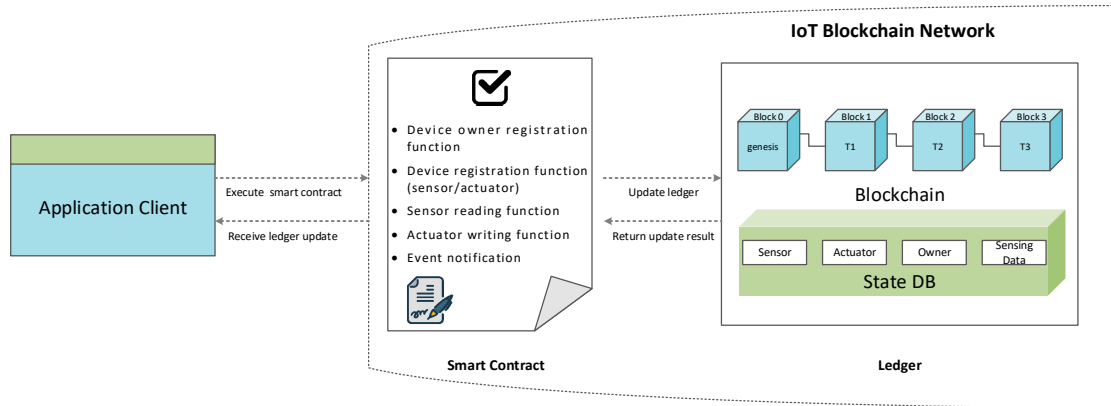 IoT Blockchain Network
Application Client
Execute smart contract
Receive ledger update
• Device owner registration
function
• Device registration function
(sensor/actuator)
• Sensor reading function
• Actuator writing function
• Event notification
Smart Contract
Update ledger
Return update result
Block 0
Block 1
Block 2
Block 3
genesis
T1
T2
T3
Blockchain
Sensor
Actuator
Owner
Sensing
Data
State DB
Ledger